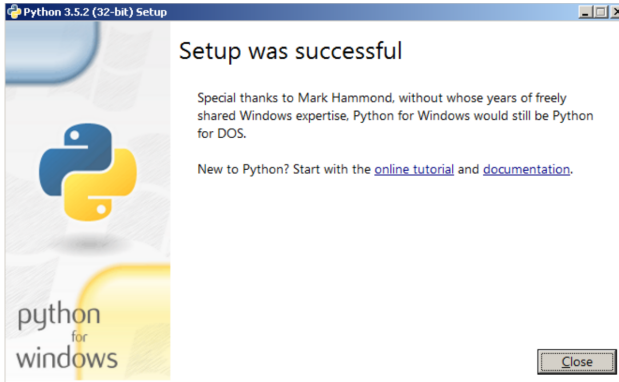 Python 3.5.2 (32-bit) Setup
Setup was successful
Special thanks to Mark Hammond, without whose years of freely
shared Windows expertise, Python for Windows would still be Python
for DOS.
New to Python? Start with the online tutorial and documentation.
python
for
windows
Close